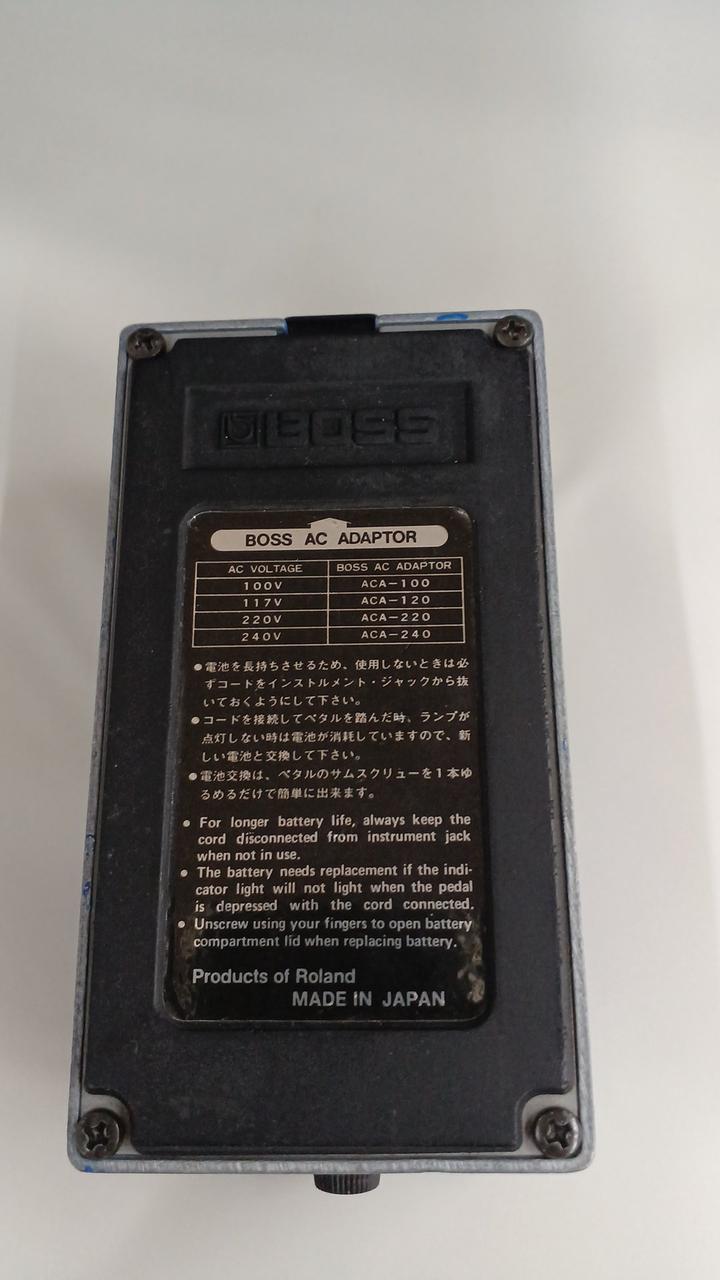 BOSS
BOSS AC ADAPTOR
AC VOLTAGE BOSS AC ADAPTOR
100V ACA-100
117V ACA-120
220V ACA-220
240V ACA-240
●電池を長持ちさせるため、使用しないときは必
ずコードをインストルメント・ジャックから抜
いておくようにして下さい。
●コードを接続してペタルを踏んだ時、ランプが
点灯しない時は電池が消耗していますので、新
しい電池と交換して下さい。
●電池交換は、ペタルのサムスクリューを1本ゆ
るめるだけで簡単に出来ます。
● For longer battery life, always keep the
cord disconnected from instrument jack
when not in use.
● The battery needs replacement if the indi-
cator light will not light when the pedal
is depressed with the cord connected.
● Unscrew using your fingers to open battery
compartment lid when replacing battery.
Products of Roland
MADE IN JAPAN